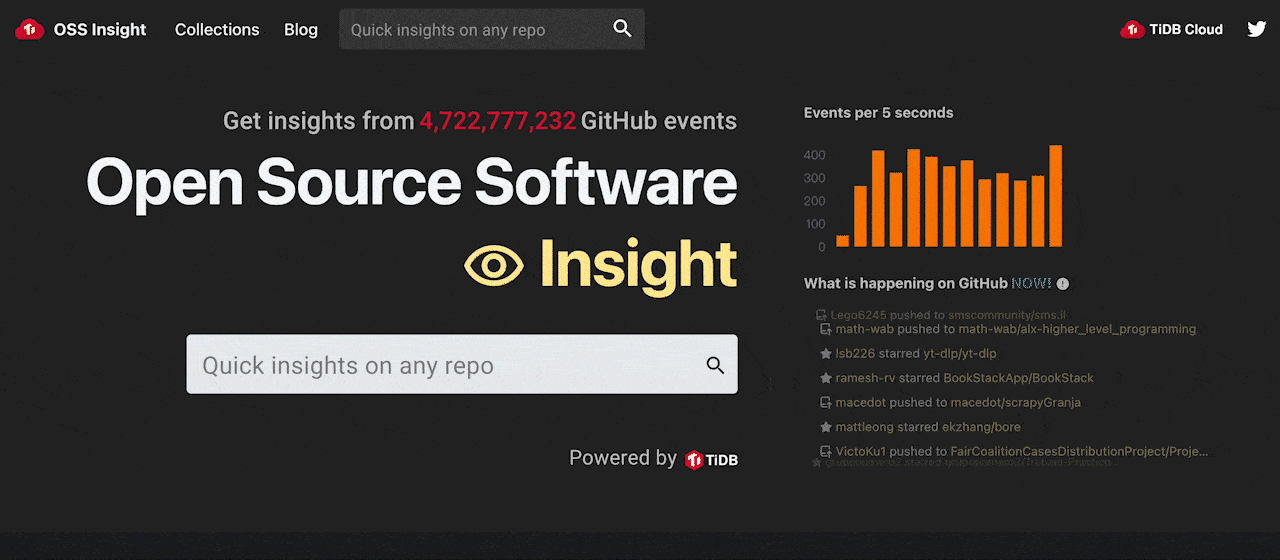 OSS Insight Collections Blog Quick insights on any repo TiDB Cloud
Get insights from 4,722,777,232 GitHub events
Open Source Software
Insight
Quick insights on any repo
Powered by TiDB
Events per 5 seconds
400
300
200
100
0
What is happening on GitHub NOW!
Lego6245 pushed to smscommunity/sms.il
math-wab pushed to math-wab/alx-higher_level_programming
lsb226 starred yt-dlp/yt-dlp
ramesh-rv starred BookStackApp/BookStack
macedot pushed to macedot/scrapyGranja
mattleong starred ekzhang/bore
VictoKu1 pushed to FairCoalitionCasesDistributionProject/Proje...